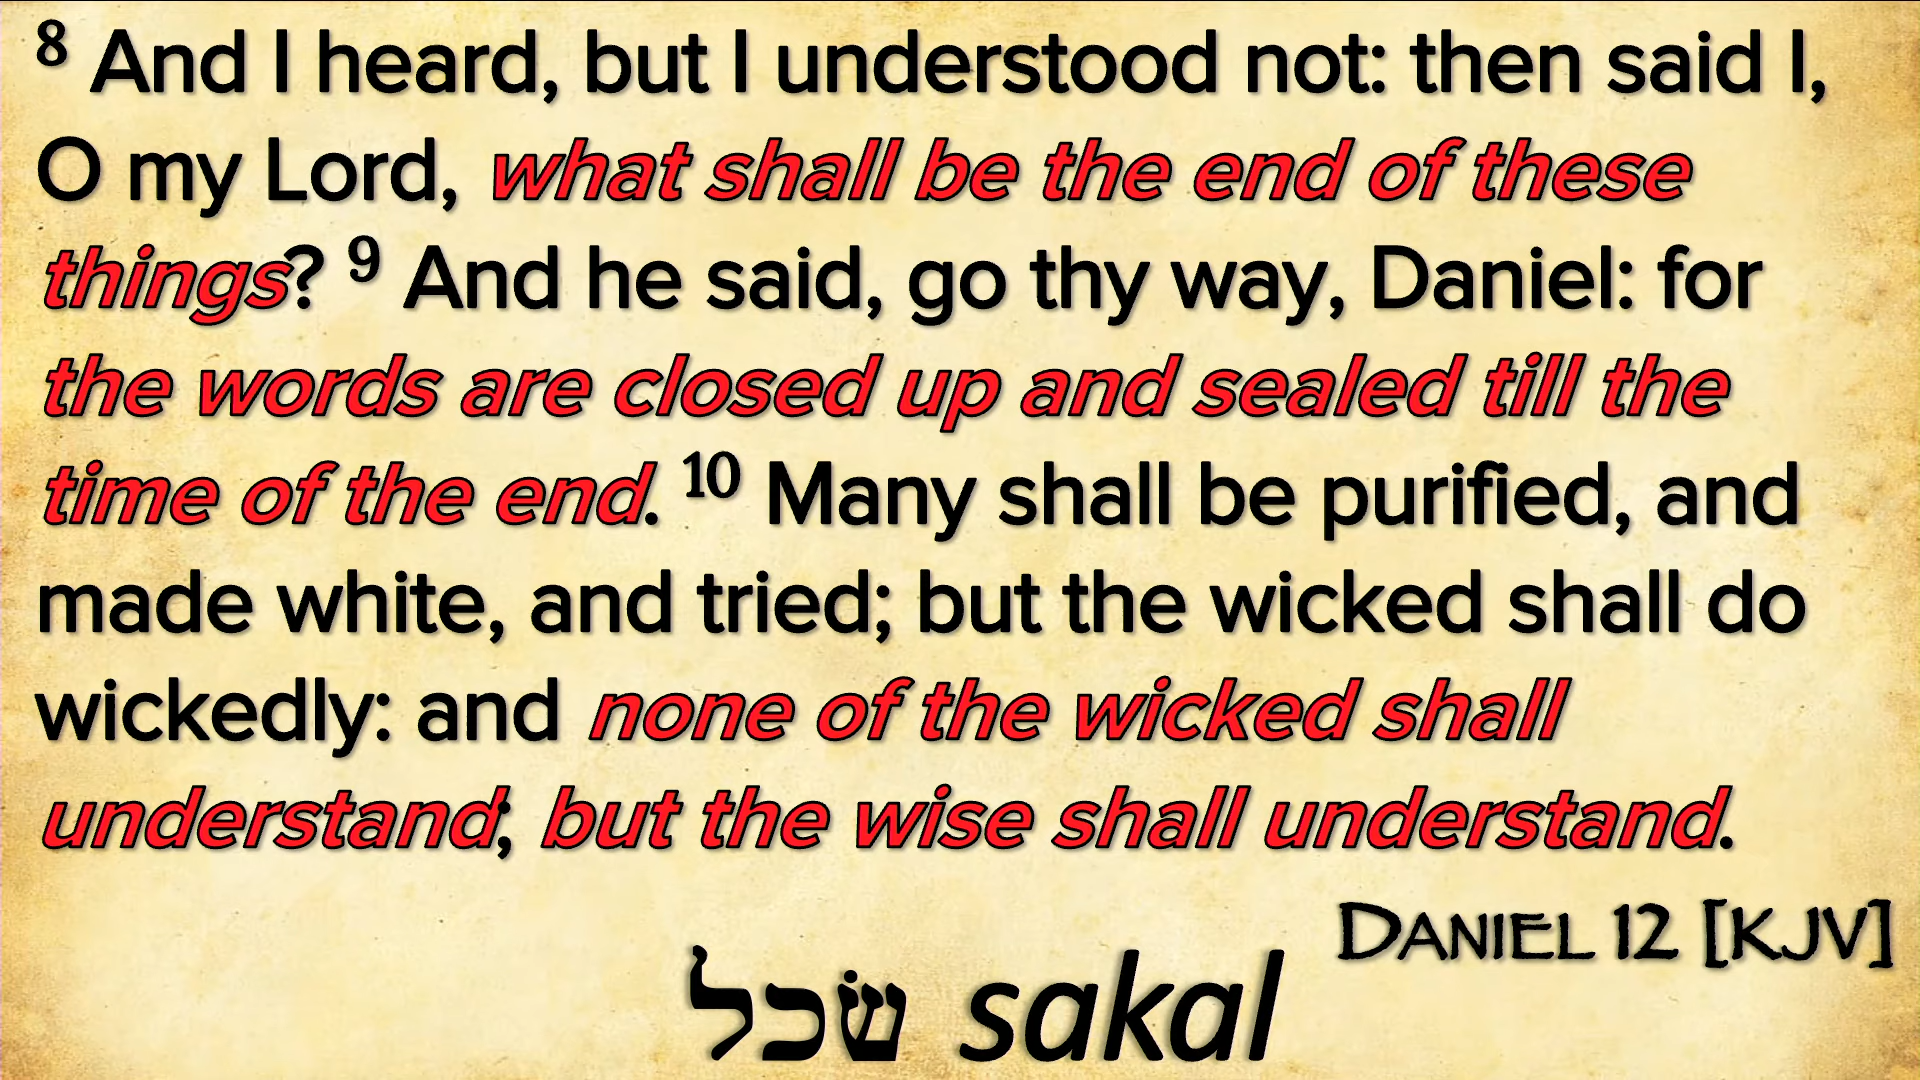 8 And I heard, but I understood not: then said I,
O my Lord, what shall be the end of these
things? 9 And he said, go thy way, Daniel: for
the words are closed up and sealed till the
time of the end. 10 Many shall be purified, and
made white, and tried; but the wicked shall do
wickedly: and none of the wicked shall
understand; but the wise shall understand.
DANIEL 12 [KJV]
שׂכל sakal